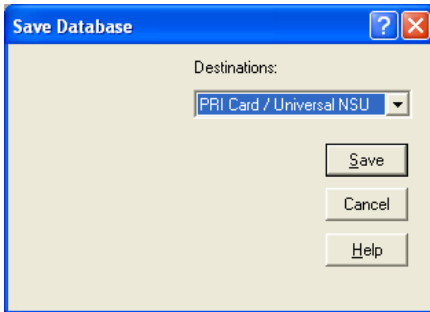 Save Database
Destinations:
PRI Card / Universal NSU
Save
Cancel
Help